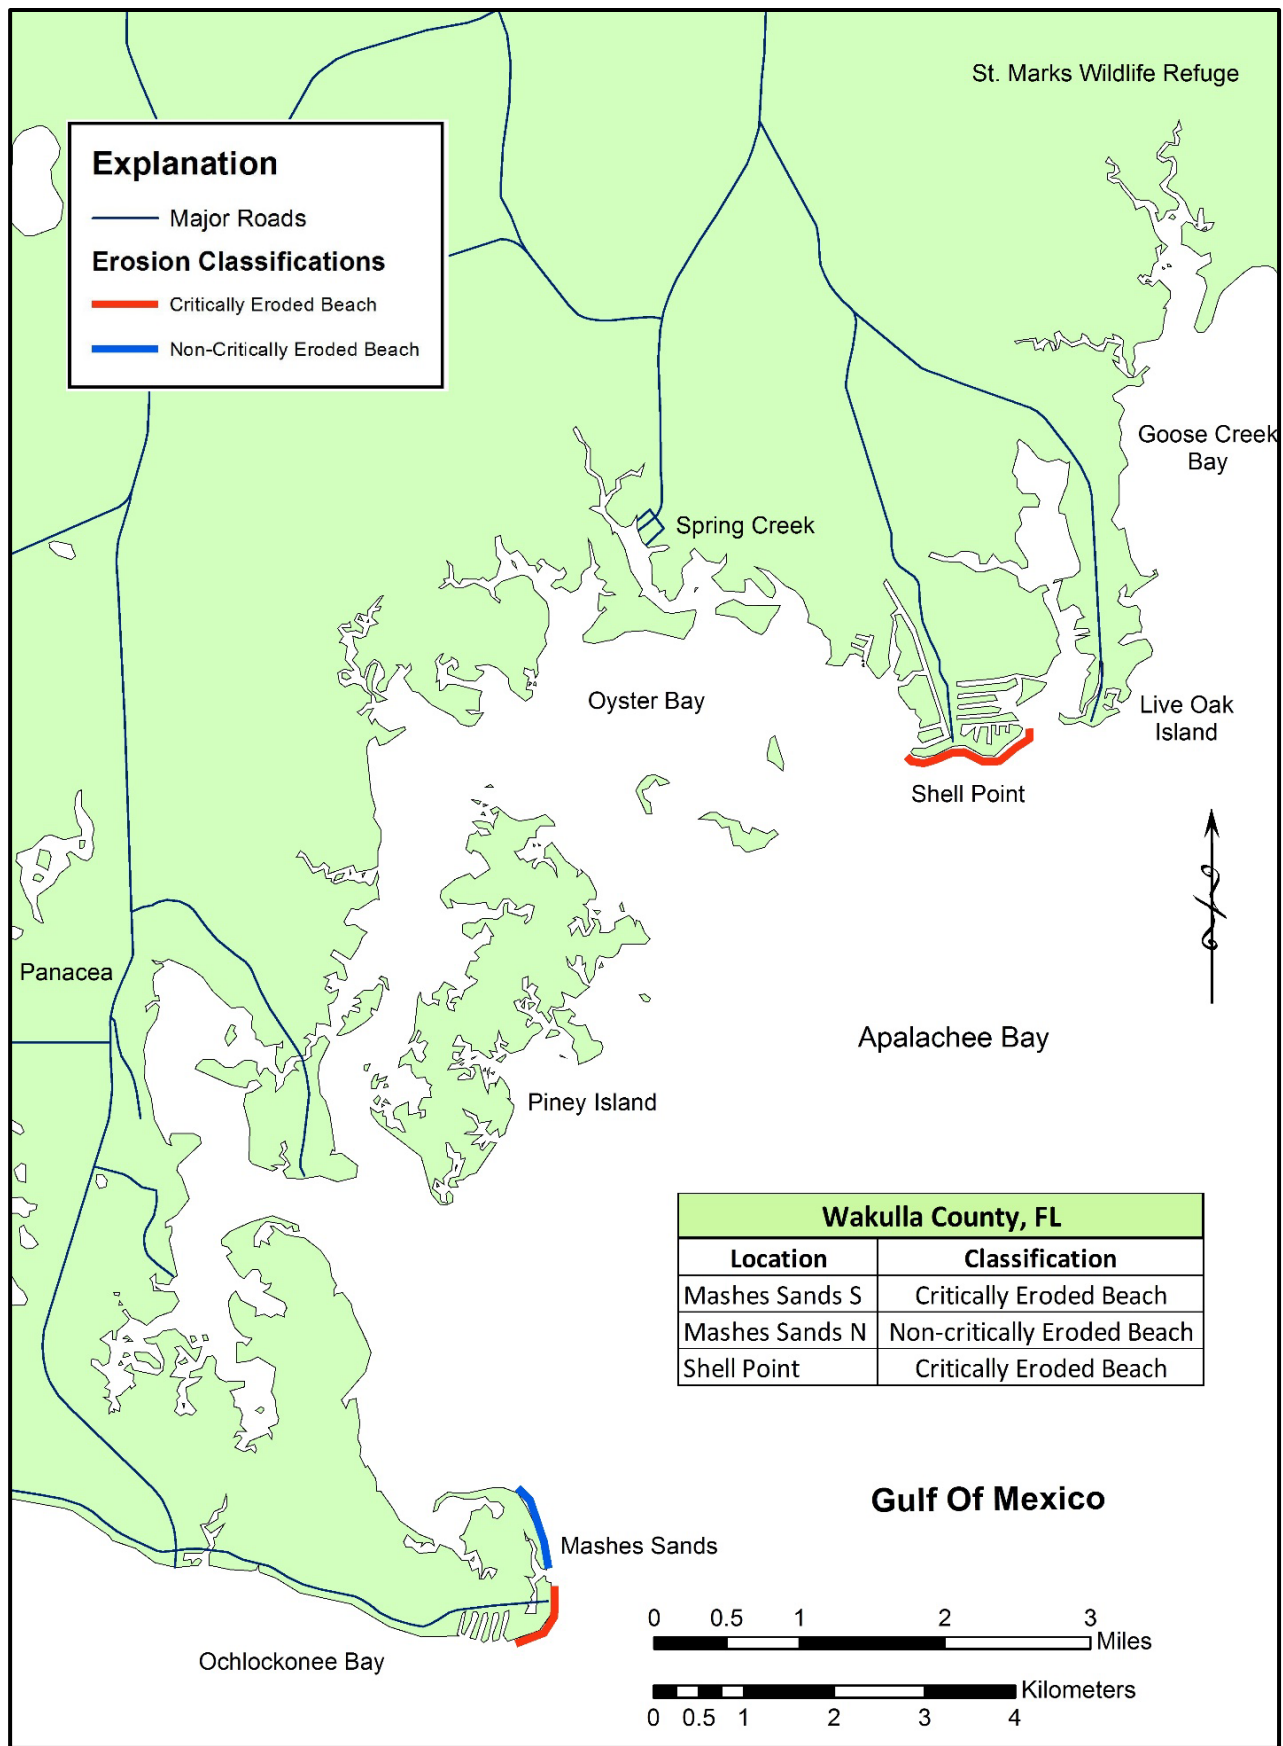 St. Marks Wildlife Refuge
Explanation
Major Roads
Erosion Classifications
Critically Eroded Beach
Non-Critically Eroded Beach
Goose Creek
Bay
Spring Creek
Oyster Bay
Live Oak
Island
Shell Point
Panacea
Apalachee Bay
Piney Island
Wakulla County, FL
Location Classification
Mashes Sands S Critically Eroded Beach
Mashes Sands N Non-critically Eroded Beach
Shell Point Critically Eroded Beach
Gulf Of Mexico
Mashes Sands
Ochlockonee Bay
0 0.5 1 2 3
Miles
Kilometers
0 0.5 1 2 3 4